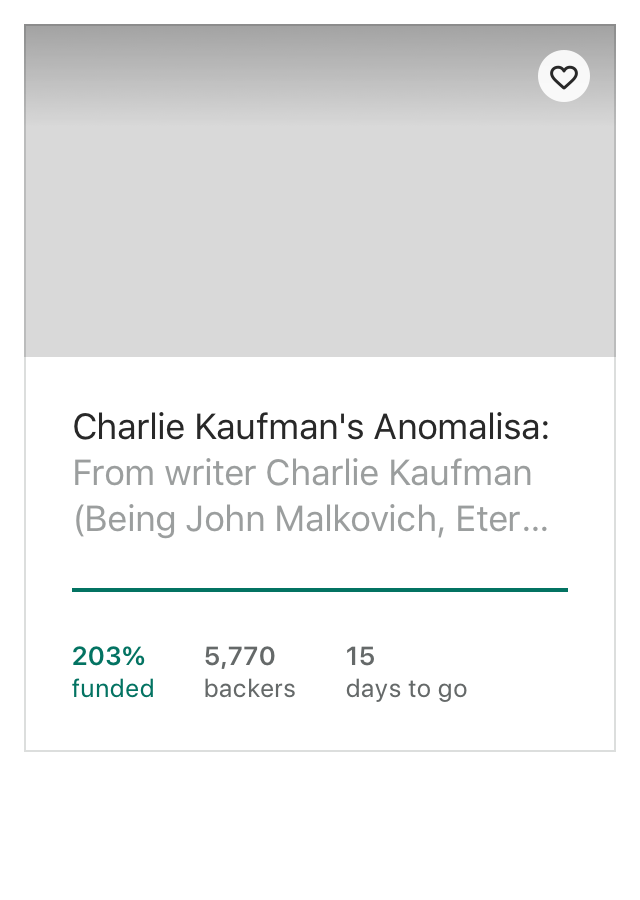 Charlie Kaufman's Anomalisa:
From writer Charlie Kaufman
(Being John Malkovich, Eter...
203%
funded
5,770
backers
15
days to go